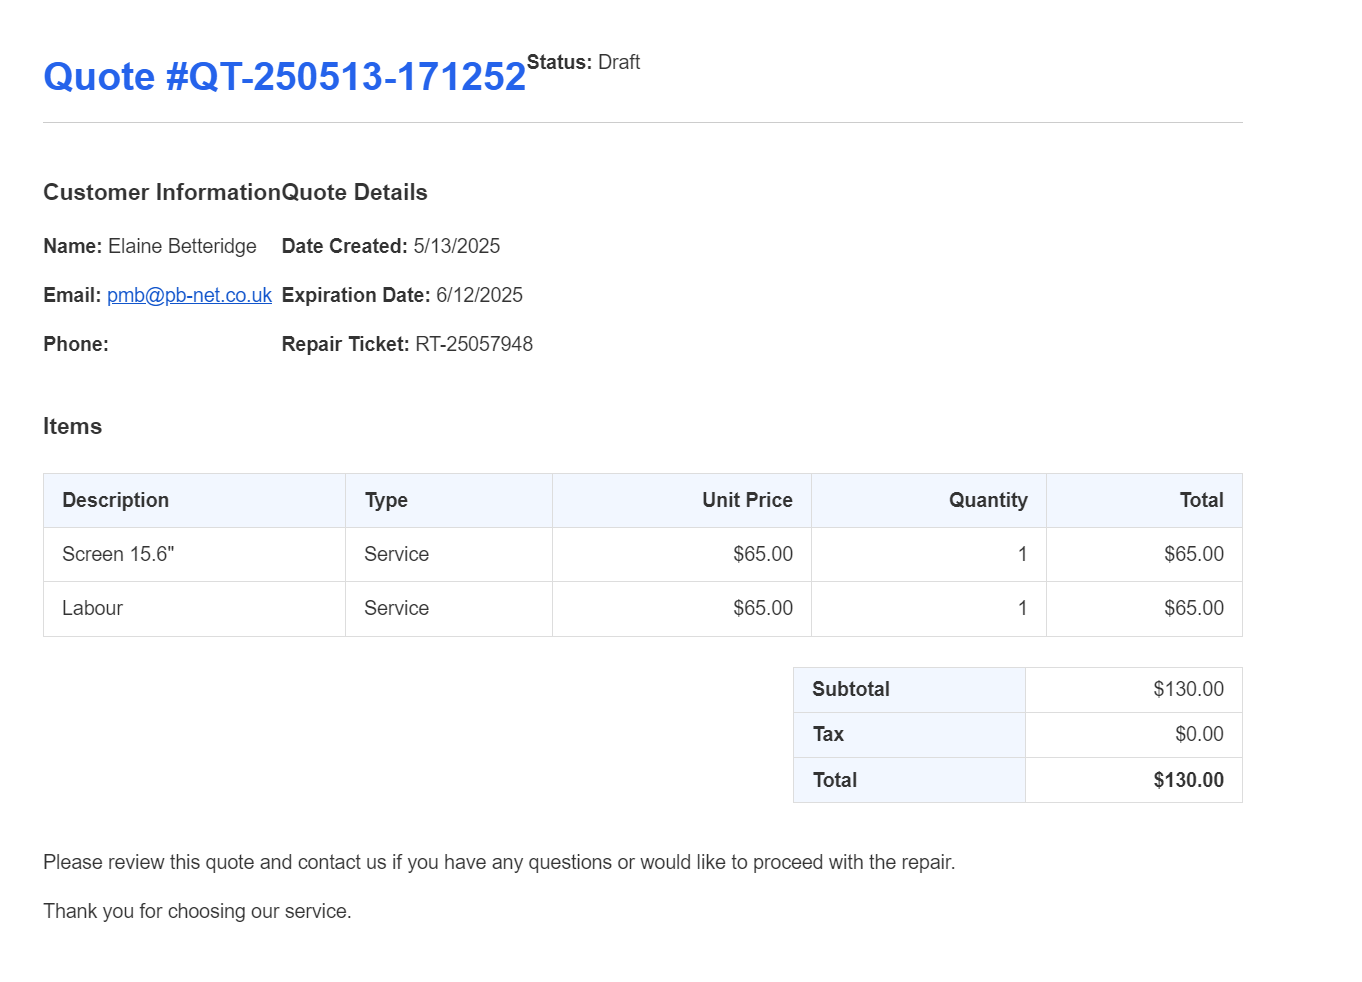 Quote #QT-250513-171252 Status: Draft
Customer Information Quote Details
Name: Elaine Betteridge Date Created: 5/13/2025
Email: pmb@pb-net.co.uk Expiration Date: 6/12/2025
Phone: Repair Ticket: RT-25057948
Items
Description Type Unit Price Quantity Total
Screen 15.6" Service $65.00 1 $65.00
Labour Service $65.00 1 $65.00
Subtotal $130.00
Tax $0.00
Total $130.00
Please review this quote and contact us if you have any questions or would like to proceed with the repair.
Thank you for choosing our service.